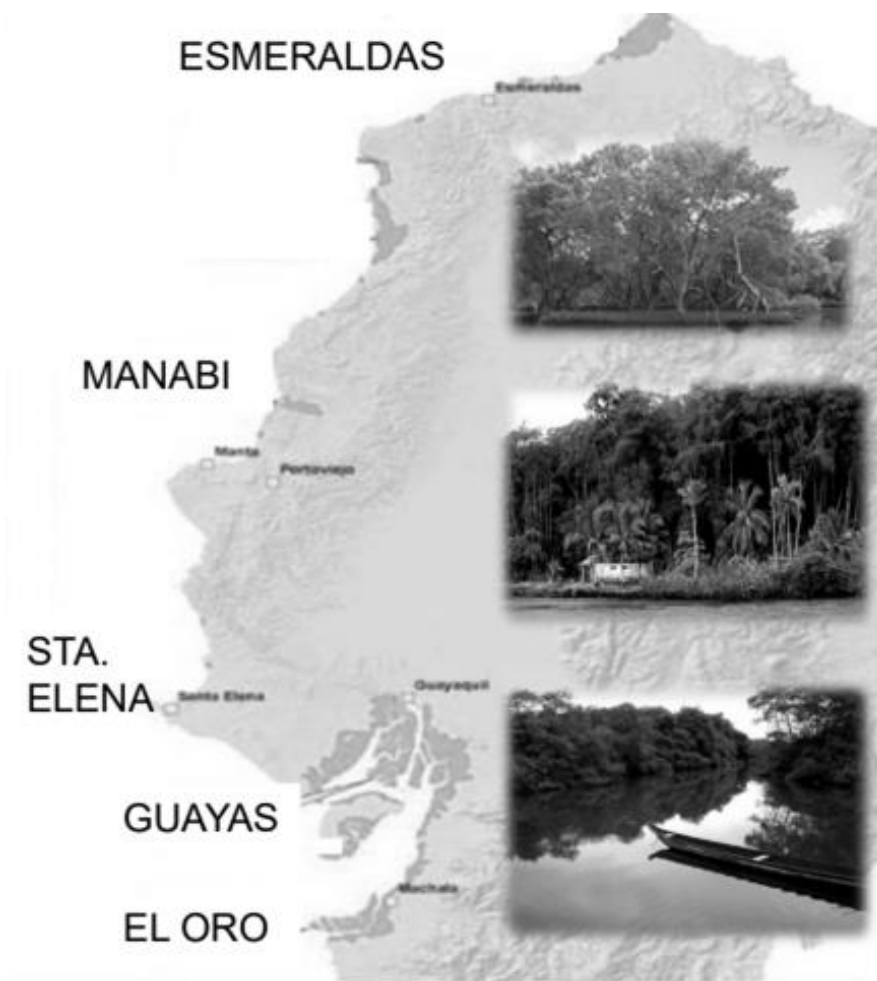 ESMERALDAS
Esmeraldas
MANABI
Manta
Portoviejo
STA.
ELENA
Santa Elena
Guayaquil
GUAYAS
Machala
EL ORO